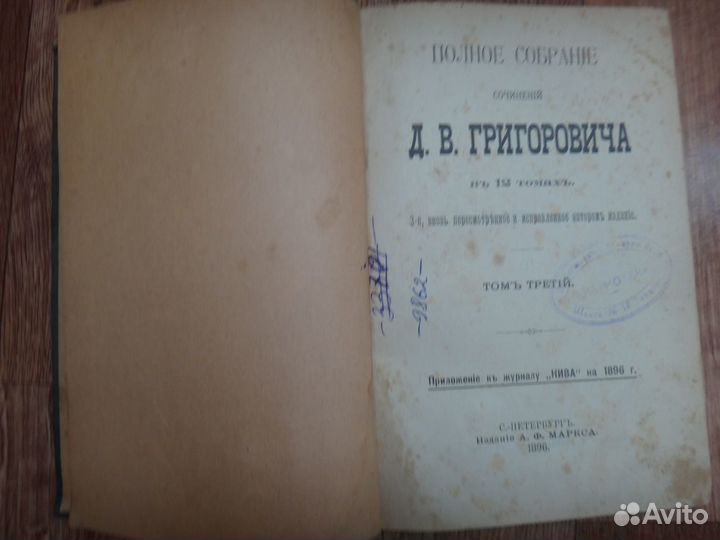 ПОЛНОЕ СОБРАНІЕ
СОЧИНЕНІЙ
Д. В. ГРИГОРОВИЧА
ВЪ 12 ТОМАХЪ.
3-е, вновь пересмотрѣнное и исправленное авторомъ изданіе.
ТОМЪ ТРЕТІЙ.
-9862-
Приложеніе къ журналу „НИВА" на 1896 г.
С.-ПЕТЕРБУРГЪ.
Изданіе А. Ф. МАРКСА.
1896.
Avito